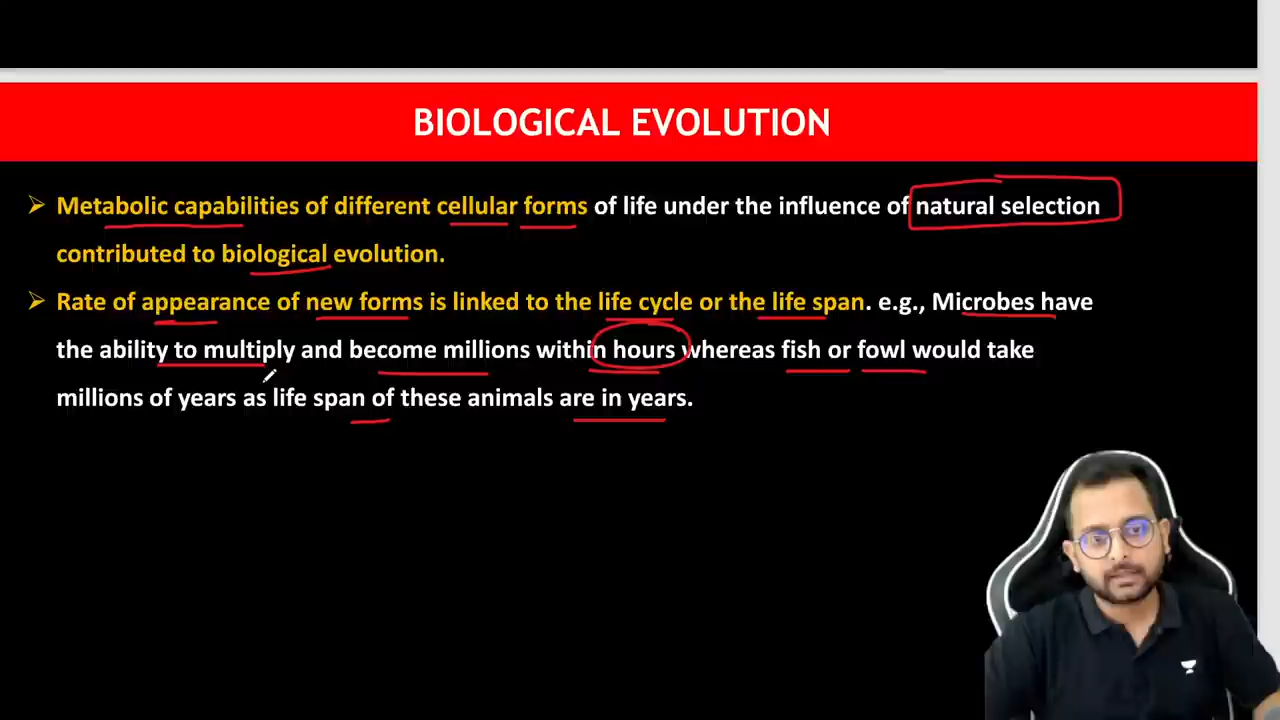 BIOLOGICAL EVOLUTION
➢ Metabolic capabilities of different cellular forms of life under the influence of natural selection
contributed to biological evolution.
➢ Rate of appearance of new forms is linked to the life cycle or the life span. e.g., Microbes have
the ability to multiply and become millions within hours whereas fish or fowl would take
millions of years as life span of these animals are in years.